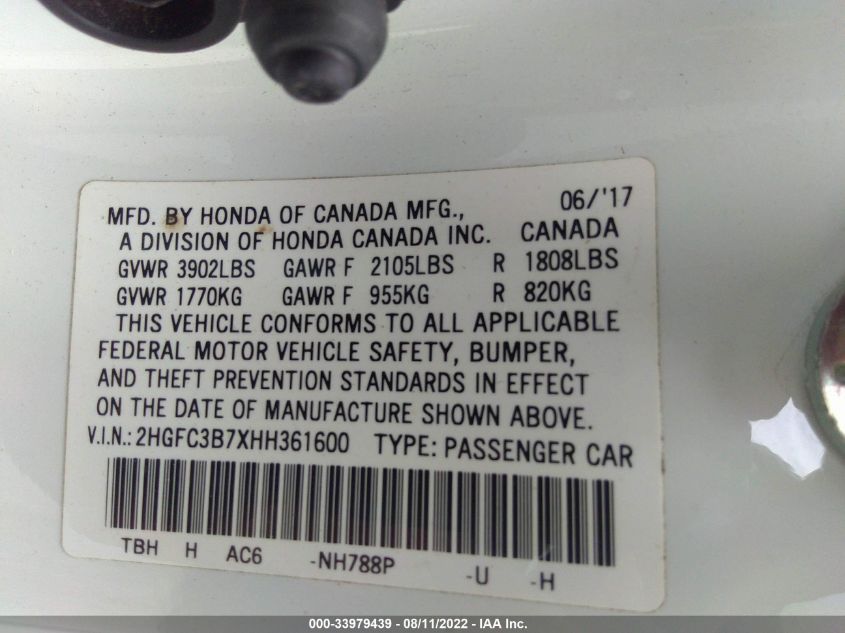 06/'17
MFD. BY HONDA OF CANADA MFG.,
A DIVISION OF HONDA CANADA INC. CANADA
GVWR 3902LBS GAWR F 2105LBS R 1808LBS
GVWR 1770KG GAWR F 955KG R 820KG
THIS VEHICLE CONFORMS TO ALL APPLICABLE
FEDERAL MOTOR VEHICLE SAFETY, BUMPER,
AND THEFT PREVENTION STANDARDS IN EFFECT
ON THE DATE OF MANUFACTURE SHOWN ABOVE.
V.I.N.: 2HGFC3B7XHH361600 TYPE: PASSENGER CAR
TBH H AC6 -NH788P -U -H
000-33979439 - 08/11/2022 - IAA Inc.